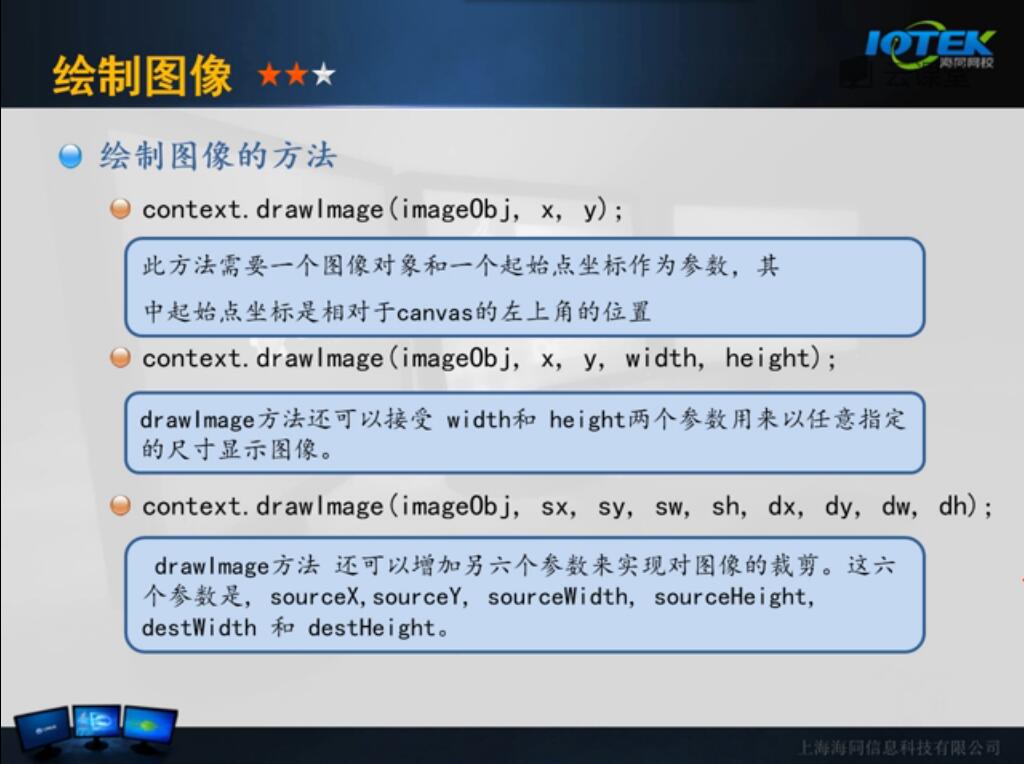 绘制图像
IOTEK
海同网校
云课堂
绘制图像的方法
context.drawImage(imageObj, x, y);
此方法需要一个图像对象和一个起始点坐标作为参数，其
中起始点坐标是相对于canvas的左上角的位置
context.drawImage(imageObj, x, y, width, height);
drawImage方法还可以接受 width和 height两个参数用来以任意指定
的尺寸显示图像。
context.drawImage(imageObj, sx, sy, sw, sh, dx, dy, dw, dh);
drawImage方法 还可以增加另六个参数来实现对图像的裁剪。这六
个参数是, sourceX,sourceY, sourceWidth, sourceHeight,
destWidth 和 destHeight。
上海海同信息科技有限公司